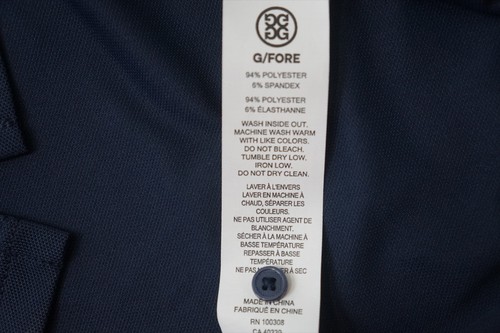 G/FORE
94% POLYESTER
6% SPANDEX
94% POLYESTER
6% ÉLASTHANNE
WASH INSIDE OUT,
MACHINE WASH WARM
WITH LIKE COLORS.
DO NOT BLEACH.
TUMBLE DRY LOW.
IRON LOW.
DO NOT DRY CLEAN.
LAVER À L'ENVERS
LAVER EN MACHINE À
CHAUD, SÉPARER LES
COULEURS.
NE PAS UTILISER AGENT DE
BLANCHIMENT.
SÉCHER À LA MACHINE À
BASSE TEMPÉRATURE
REPASSER À BASSE
TEMPÉRATURE
NE PAS À SEC
MADE IN CHINA
FABRIQUÉ EN CHINE
RN 100308